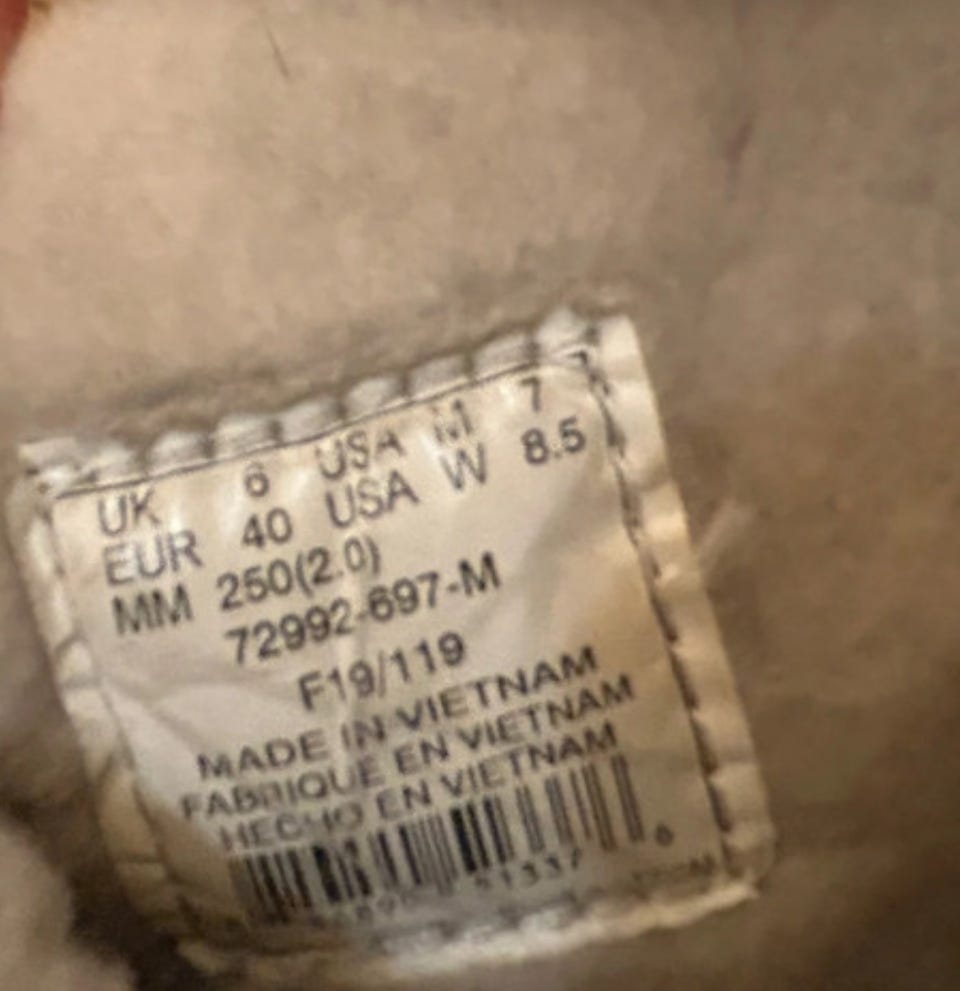 UK 6 USA M 7
EUR 40 USA W 8.5
MM 250(2.0)
72992-697-M
F19/119
MADE IN VIETNAM
FABRIQUE EN VIETNAM
HECHO EN VIETNAM